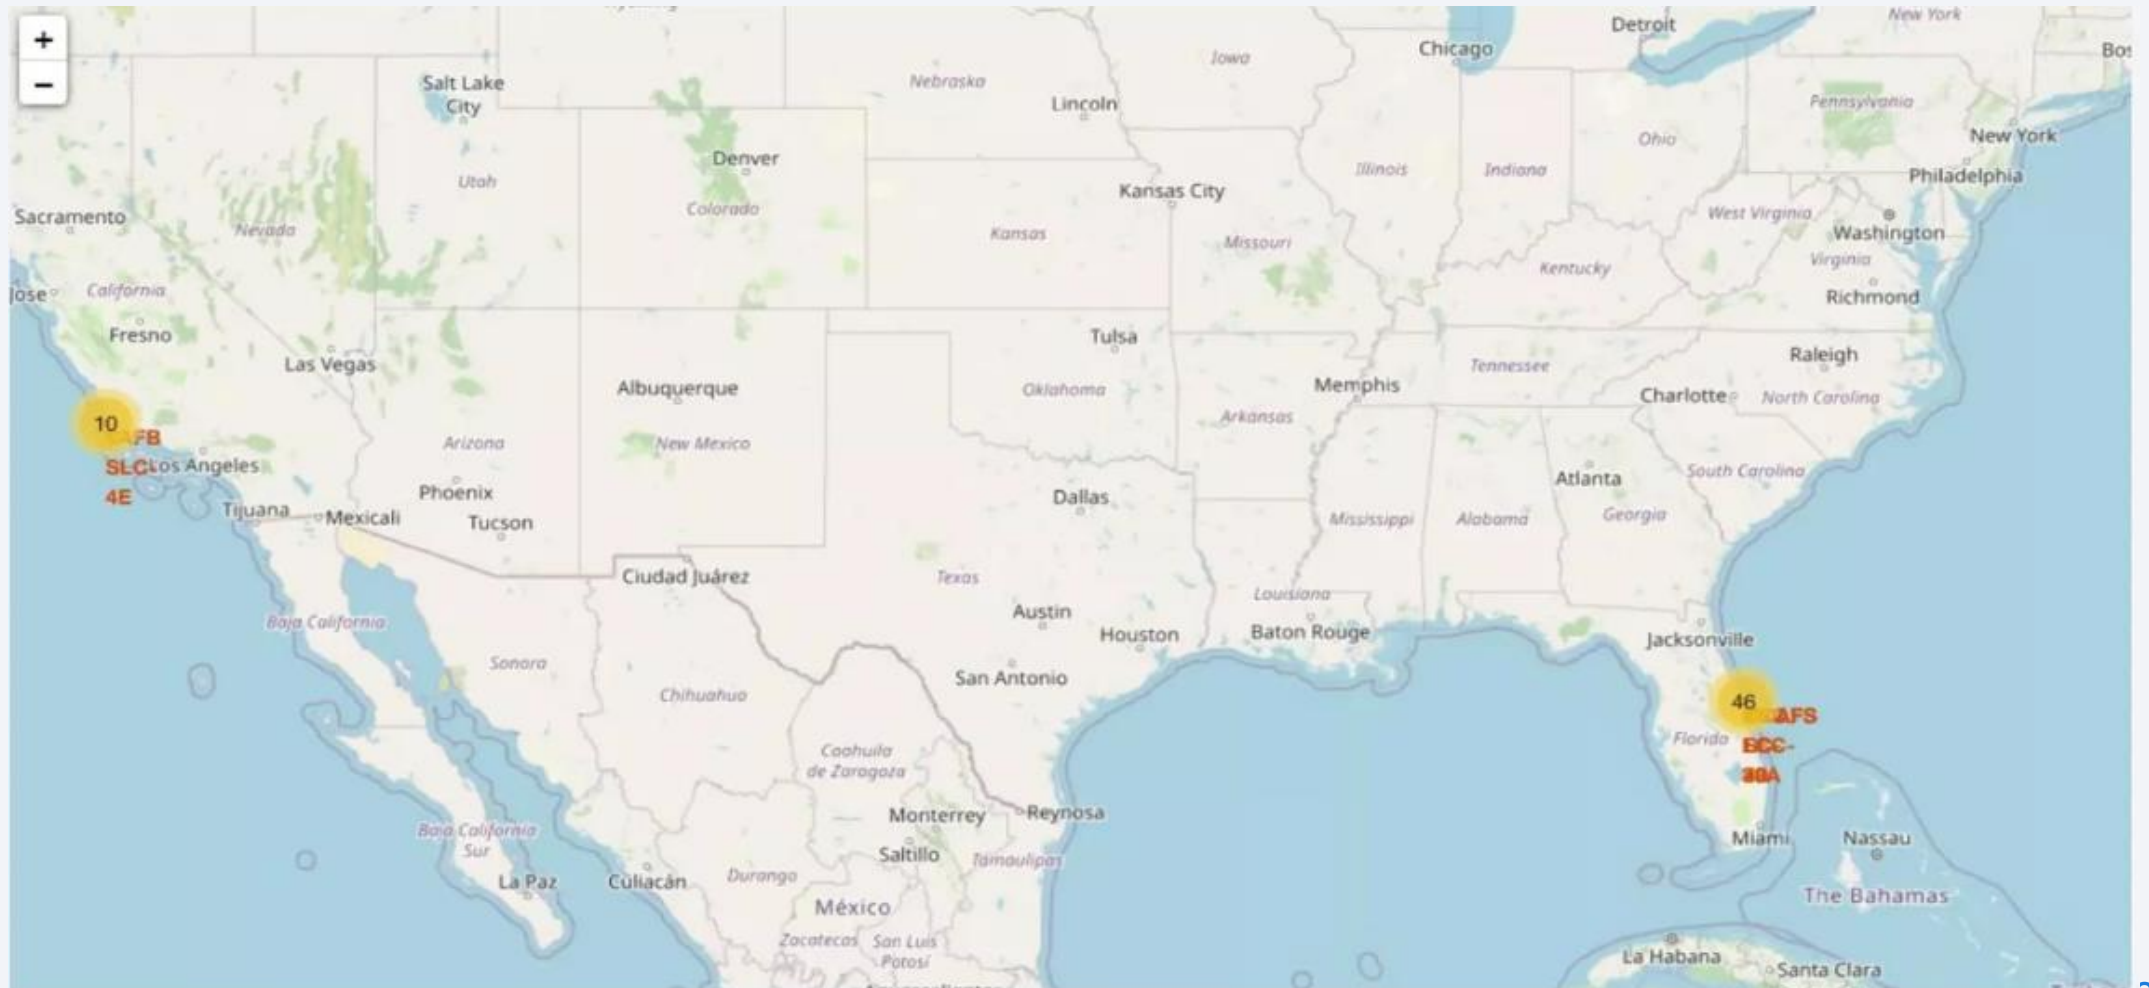 +
−
Detroit
New York
Chicago
Iowa
Salt Lake
City
Nebraska
Lincoln
Pennsylvania
New York
Denver
Ohio
Utah
Illinois
Indiana
Philadelphia
Kansas City
Colorado
Sacramento
Nevada
Kansas
Missouri
West Virginia
Washington
Virginia
Kentucky
Jose
California
Richmond
Fresno
Las Vegas
Tulsa
Tennessee
Raleigh
Albuquerque
Oklahoma
Memphis
Charlotte
North Carolina
Arkansas
10
AFB
SLC-
4E
Los Angeles
Arizona
New Mexico
South Carolina
Phoenix
Dallas
Atlanta
Tijuana
Mexicali
Tucson
Mississippi
Alabama
Georgia
Ciudad Juárez
Texas
Louisiana
Austin
Baja California
Houston
Baton Rouge
Jacksonville
Sonora
San Antonio
Chihuahua
46
AFS
Florida
Coahuila
de Zaragoza
Monterrey
Reynosa
Baja California
Sur
Miami
Nassau
Saltillo
Tamaulipas
La Paz
Culiacán
Durango
The Bahamas
México
Zacatecas
San Luis
Potosí
La Habana
Santa Clara